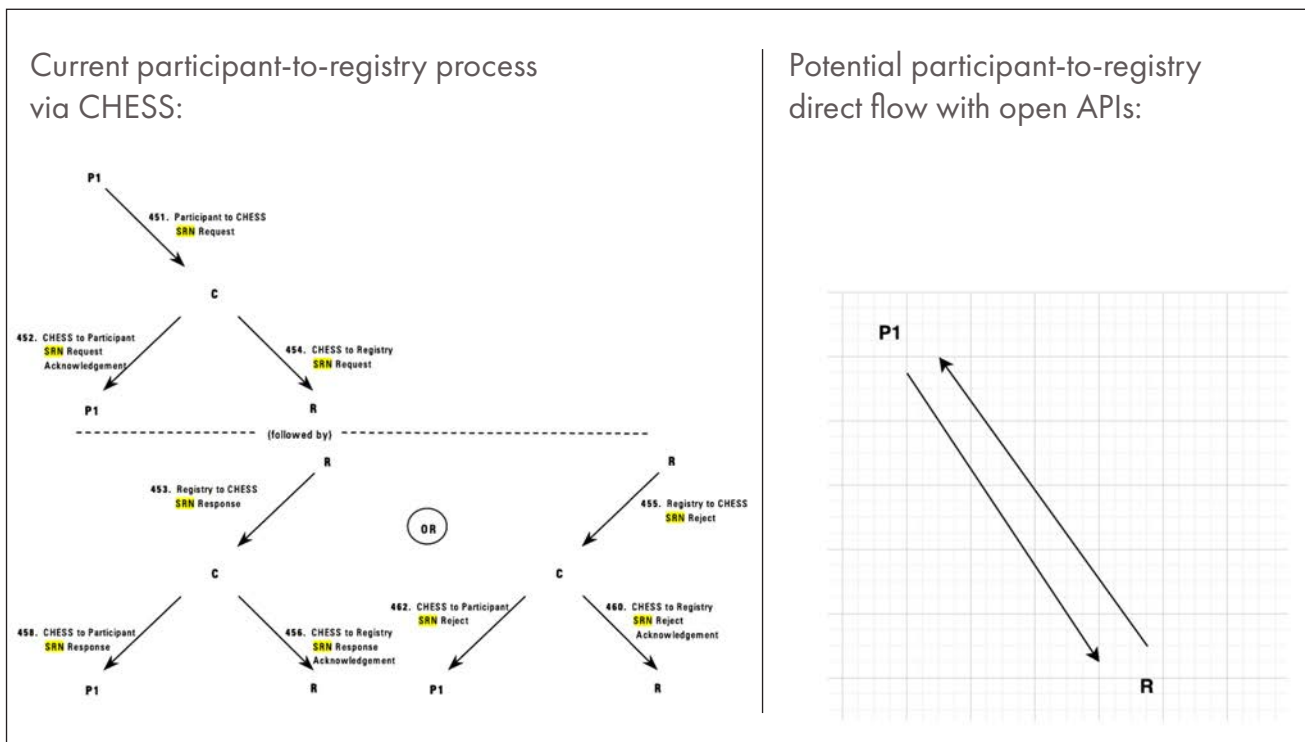 Current participant-to-registry process
via CHESS:
P1
451. Participant to CHESS
SRN Request
C
452. CHESS to Participant
SRN Request
Acknowledgement
454. CHESS to Registry
SRN Request
P1
R
(followed by)
R
R
453. Registry to CHESS
SRN Response
OR
455. Registry to CHESS
SRN Reject
C
C
458. CHESS to Participant
SRN Response
456. CHESS to Registry
SRN Response
Acknowledgement
462. CHESS to Participant
SRN Reject
460. CHESS to Registry
SRN Reject
Acknowledgement
P1
R
P1
R
Potential participant-to-registry
direct flow with open APIs:
P1
R